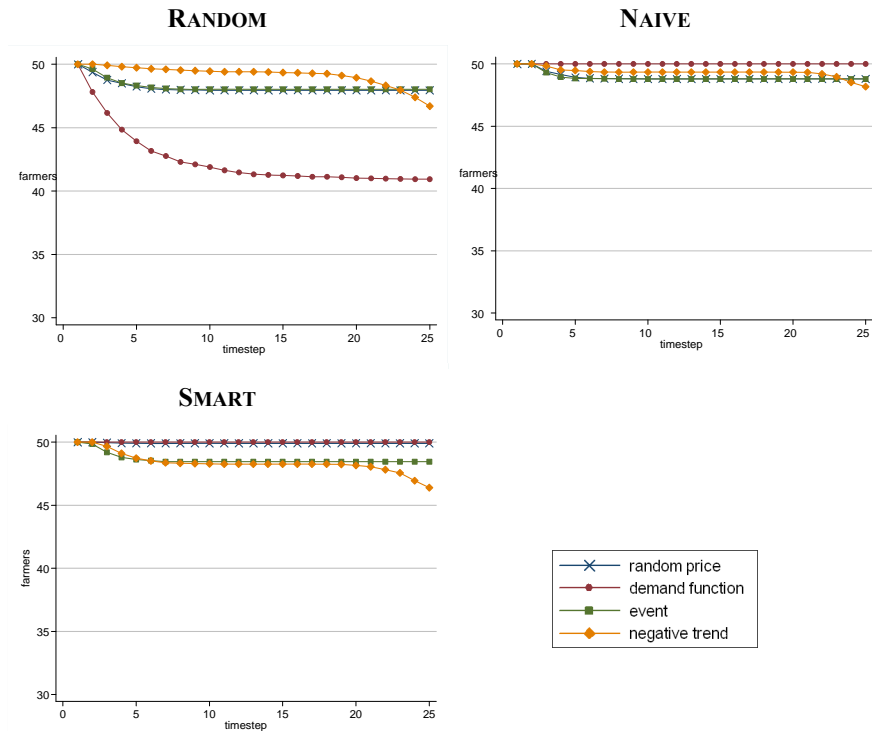 RANDOM
50
45
farmers
40
35
30
0 5 10 15 20 25
timestep
NAIVE
50
45
farmers
40
35
30
0 5 10 15 20 25
timestep
SMART
50
45
40
farmers
35
30
0 5 10 15 20 25
timestep
random price
demand function
event
negative trend